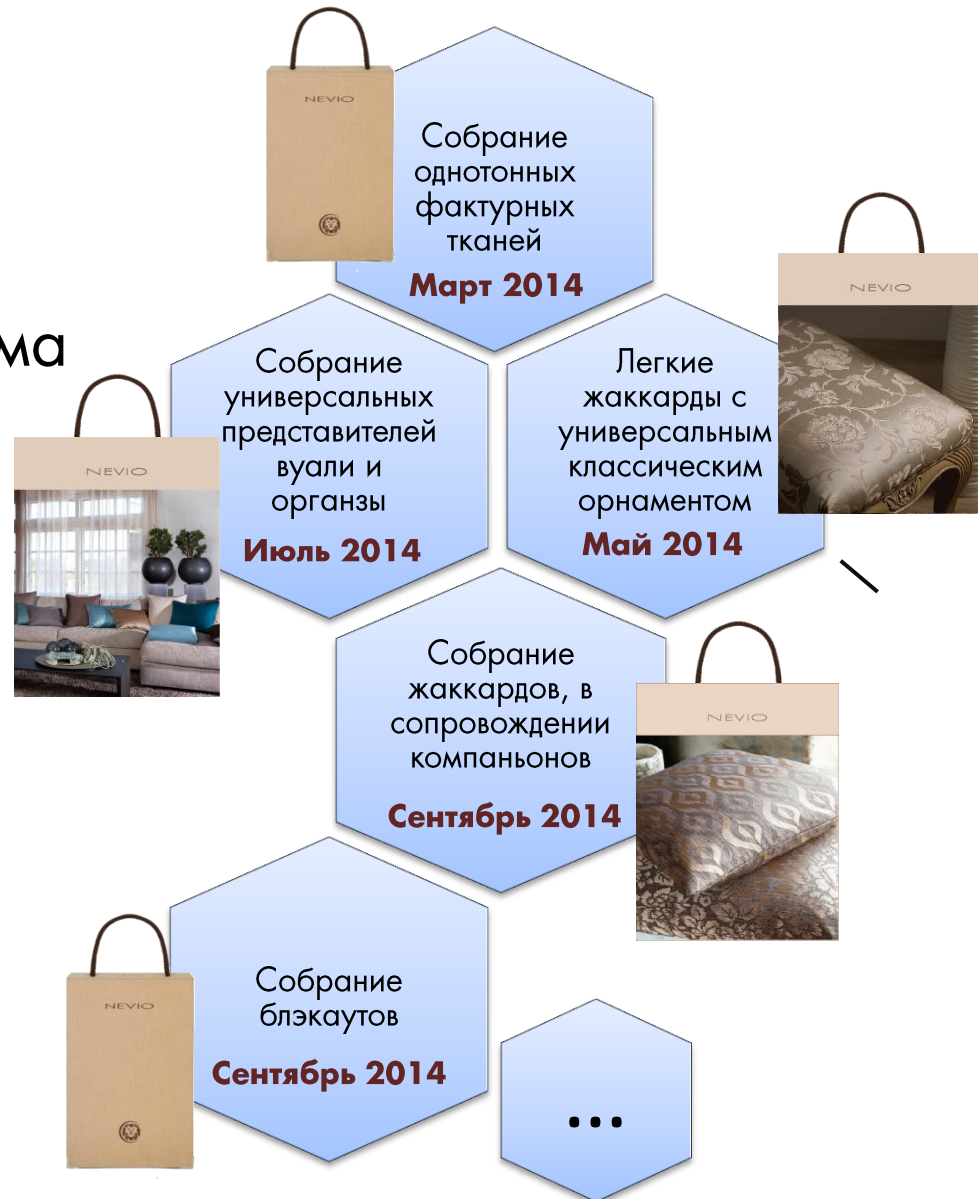 NEVIO
Собрание
однотонных
фактурных
тканей
Март 2014
ма
NEVIO
Собрание
универсальных
представителей
вуали и
органзы
Июль 2014
Легкие
жаккарды с
универсальным
классическим
орнаментом
Май 2014
NEVIO
Собрание
жаккардов, в
сопровождении
компаньонов
Сентябрь 2014
NEVIO
Собрание
блэкаутов
Сентябрь 2014
NEVIO
...